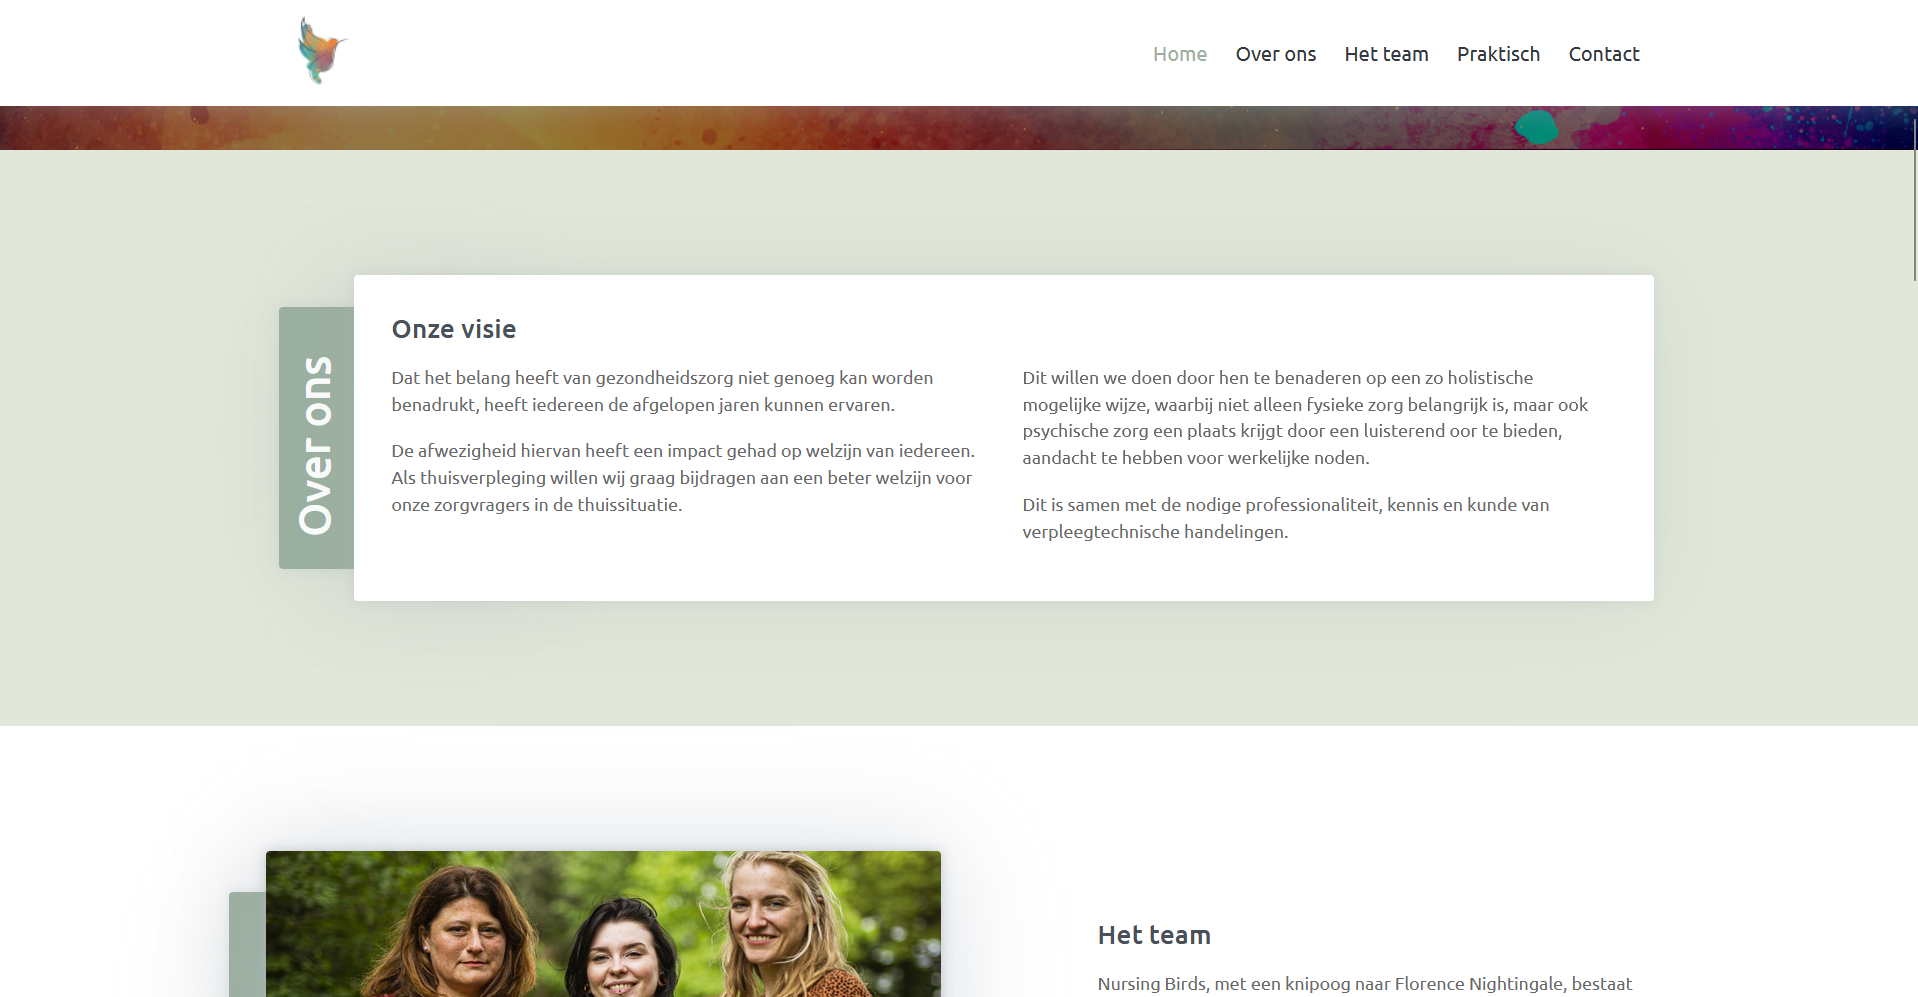 Home Over ons Het team Praktisch Contact
Over ons
Onze visie
Dat het belang heeft van gezondheidszorg niet genoeg kan worden
benadrukt, heeft iedereen de afgelopen jaren kunnen ervaren.
De afwezigheid hiervan heeft een impact gehad op welzijn van iedereen.
Als thuisverpleging willen wij graag bijdragen aan een beter welzijn voor
onze zorgvragers in de thuissituatie.
Dit willen we doen door hen te benaderen op een zo holistische
mogelijke wijze, waarbij niet alleen fysieke zorg belangrijk is, maar ook
psychische zorg een plaats krijgt door een luisterend oor te bieden,
aandacht te hebben voor werkelijke noden.
Dit is samen met de nodige professionaliteit, kennis en kunde van
verpleegtechnische handelingen.
Het team
Nursing Birds, met een knipoog naar Florence Nightingale, bestaat